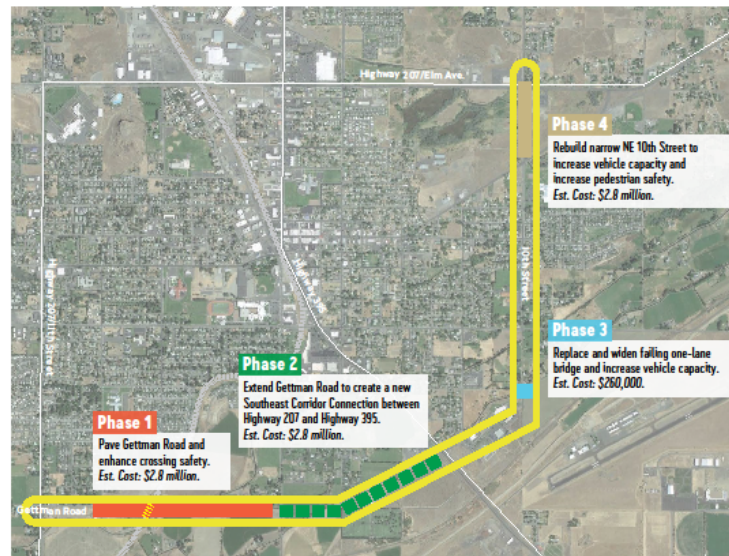 Highway 207/Elm Ave.
Phase 4
Rebuild narrow NE 10th Street to
increase vehicle capacity and
increase pedestrian safety.
Est. Cost: $2.8 million.
10th Street
Highway 207/11th Street
Highway 395
Phase 3
Replace and widen failing one-lane
bridge and increase vehicle capacity.
Est. Cost: $260,000.
Phase 2
Extend Gettman Road to create a new
Southeast Corridor Connection between
Highway 207 and Highway 395.
Est. Cost: $2.8 million.
Phase 1
Pave Gettman Road and
enhance crossing safety.
Est. Cost: $2.8 million.
Gettman Road